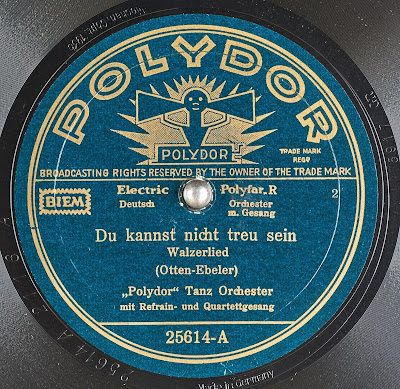 POLYDOR
POLYDOR
TRADE MARK
REGD
BROADCASTING RIGHTS RESERVED BY THE OWNER OF THE TRADE MARK
BIEM
Electric Polyfar R
Deutsch Orchester
m. Gesang
2
Du kannst nicht treu sein
Walzerlied
(Otten-Ebeler)
„Polydor“ Tanz Orchester
mit Refrain- und Quartettgesang
25614-A
Made in Germany